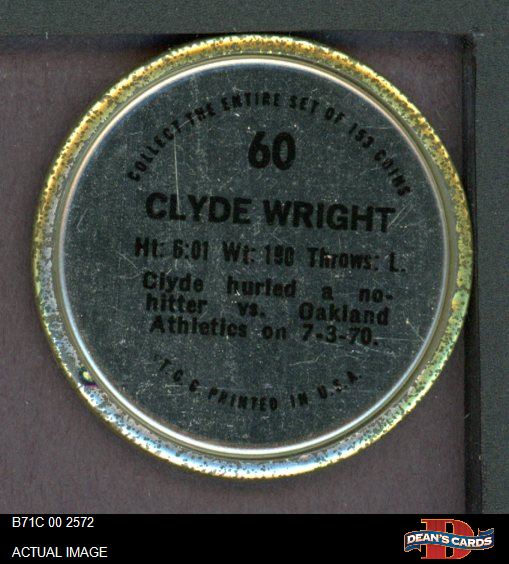 COLLECT THE ENTIRE SET OF 153 COINS
60
CLYDE WRIGHT
Ht: 6:01 Wt: 190 Throws: L.
Clyde hurled a no-
hitter vs. Oakland
Athletics on 7-3-70.
*T.C.G. PRINTED IN U.S.A.
B71C 00 2572
ACTUAL IMAGE
D
DEAN'S CARDS